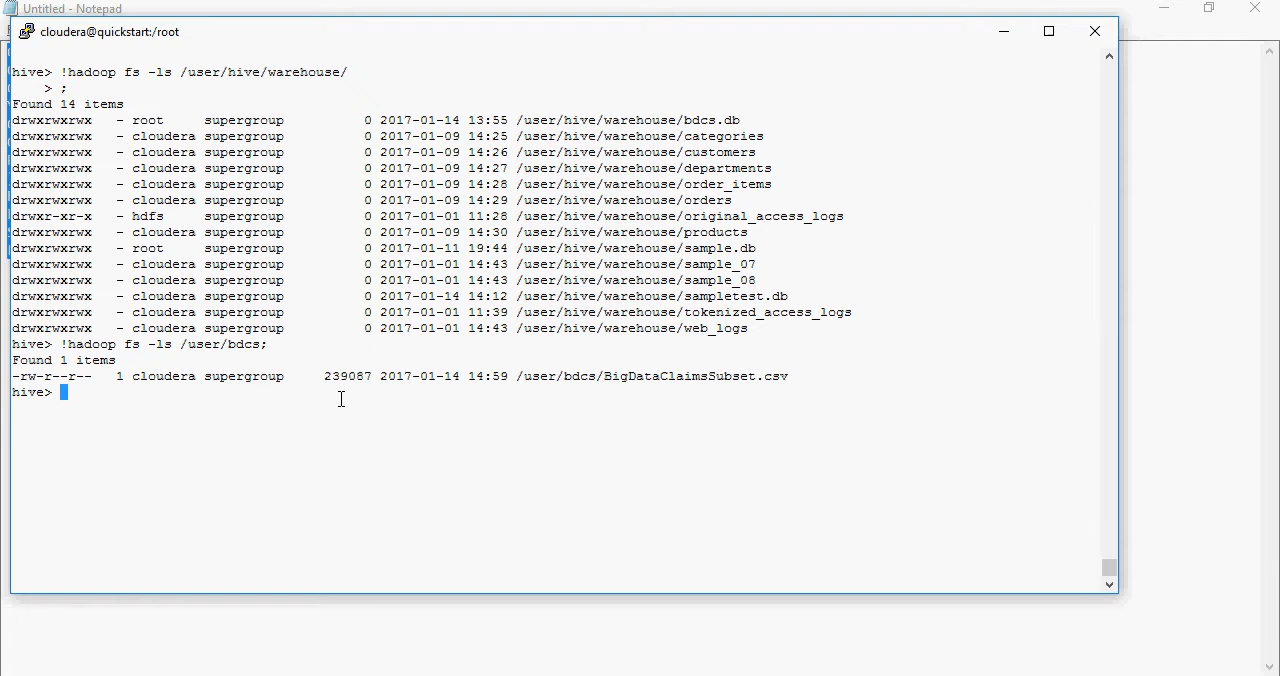 Untitled - Notepad
cloudera@quickstart:/root
hive> !hadoop fs -ls /user/hive/warehouse/
    > ;
Found 14 items
drwxrwxrwx   - root     supergroup          0 2017-01-14 13:55 /user/hive/warehouse/bdcs.db
drwxrwxrwx   - cloudera supergroup          0 2017-01-09 14:25 /user/hive/warehouse/categories
drwxrwxrwx   - cloudera supergroup          0 2017-01-09 14:26 /user/hive/warehouse/customers
drwxrwxrwx   - cloudera supergroup          0 2017-01-09 14:27 /user/hive/warehouse/departments
drwxrwxrwx   - cloudera supergroup          0 2017-01-09 14:28 /user/hive/warehouse/order_items
drwxrwxrwx   - cloudera supergroup          0 2017-01-09 14:29 /user/hive/warehouse/orders
drwxr-xr-x   - hdfs     supergroup          0 2017-01-01 11:28 /user/hive/warehouse/original_access_logs
drwxrwxrwx   - cloudera supergroup          0 2017-01-09 14:30 /user/hive/warehouse/products
drwxrwxrwx   - root     supergroup          0 2017-01-11 19:44 /user/hive/warehouse/sample.db
drwxrwxrwx   - cloudera supergroup          0 2017-01-01 14:43 /user/hive/warehouse/sample_07
drwxrwxrwx   - cloudera supergroup          0 2017-01-01 14:43 /user/hive/warehouse/sample_08
drwxrwxrwx   - cloudera supergroup          0 2017-01-14 14:12 /user/hive/warehouse/sampletest.db
drwxrwxrwx   - cloudera supergroup          0 2017-01-01 11:39 /user/hive/warehouse/tokenized_access_logs
drwxrwxrwx   - cloudera supergroup          0 2017-01-01 14:43 /user/hive/warehouse/web_logs
hive> !hadoop fs -ls /user/bdcs;
Found 1 items
-rw-r--r--   1 cloudera supergroup     239087 2017-01-14 14:59 /user/bdcs/BigDataClaimsSubset.csv
hive>